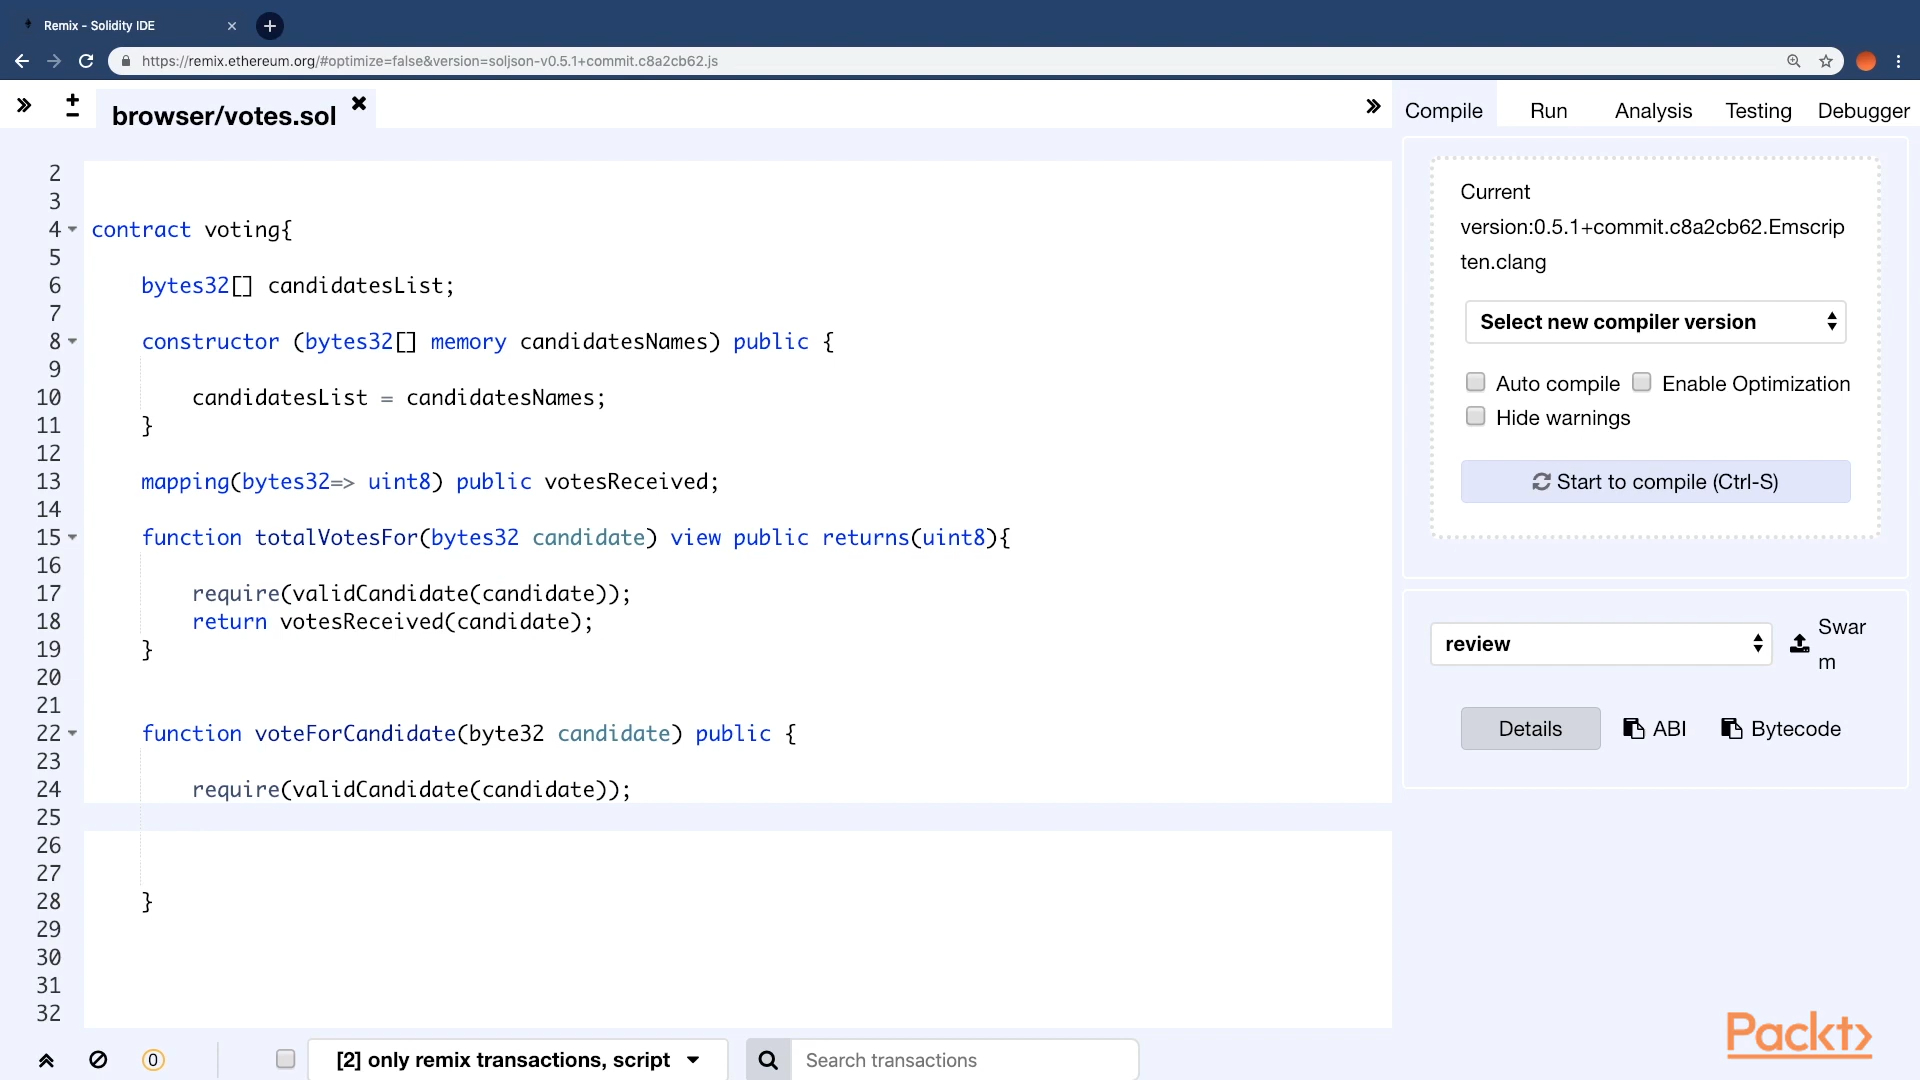 Remix - Solidity IDE
https://remix.ethereum.org/#optimize=false&version=soljson-v0.5.1+commit.c8a2cb62.js
browser/votes.sol
Compile Run Analysis Testing Debugger
2
3
4 contract voting{
5
6 bytes32[] candidatesList;
7
8 constructor (bytes32[] memory candidatesNames) public {
9
10 candidatesList = candidatesNames;
11 }
12
13 mapping(bytes32=> uint8) public votesReceived;
14
15 function totalVotesFor(bytes32 candidate) view public returns(uint8){
16
17 require(validCandidate(candidate));
18 return votesReceived(candidate);
19 }
20
21
22 function voteForCandidate(byte32 candidate) public {
23
24 require(validCandidate(candidate));
25
26
27
28 }
29
30
31
32
Current
version:0.5.1+commit.c8a2cb62.Emscrip
ten.clang
Select new compiler version
Auto compile Enable Optimization
Hide warnings
Start to compile (Ctrl-S)
review
Swar
m
Details ABI Bytecode
Packt>
0
[2] only remix transactions, script
Search transactions